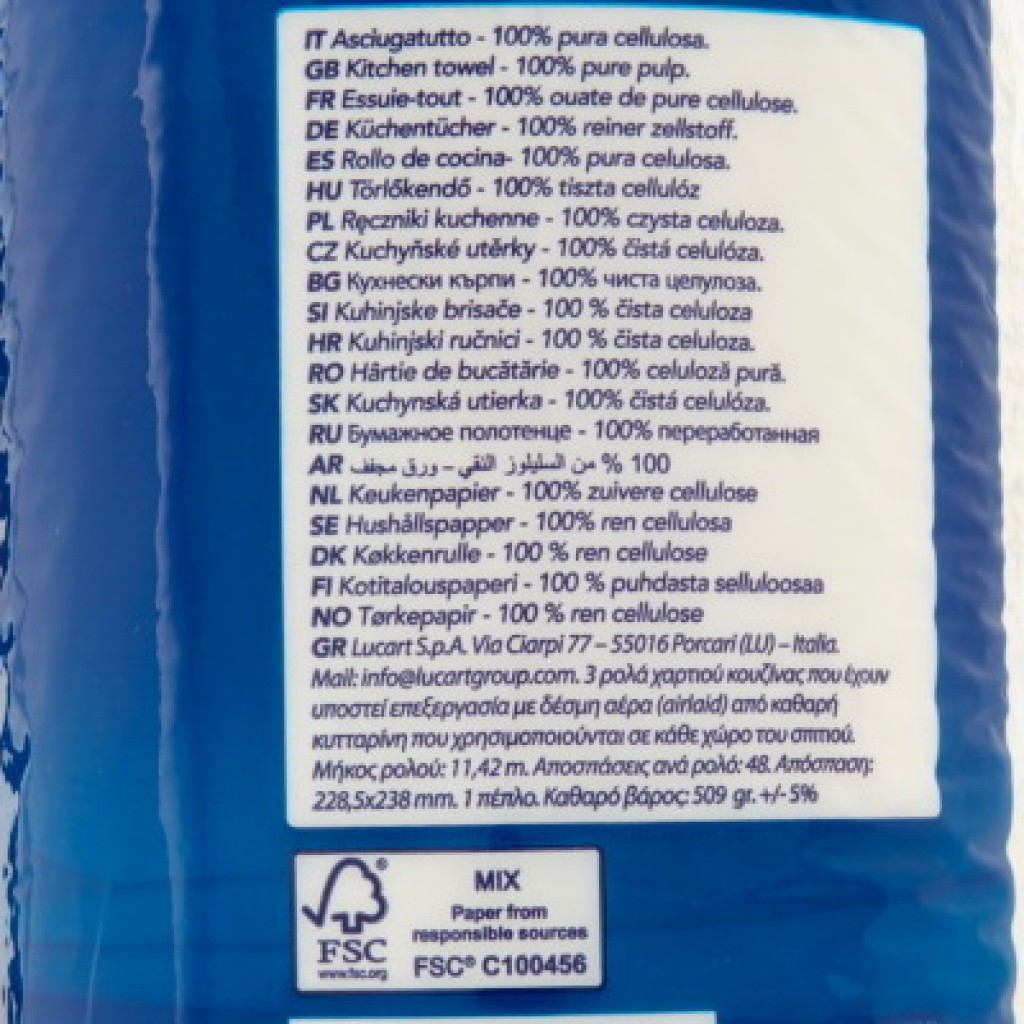 IT Asciugatutto - 100% pura cellulosa.
GB Kitchen towel - 100% pure pulp.
FR Essuie-tout - 100% ouate de pure cellulose.
DE Küchentücher - 100% reiner zellstoff.
ES Rollo de cocina- 100% pura celulosa.
HU Törlőkendő - 100% tiszta cellulóz
PL Ręczniki kuchenne - 100% czysta celuloza.
CZ Kuchyňské utěrky - 100% čistá celulóza.
BG Кухнески кърпи - 100% чиста целулоза.
SI Kuhinjske brisače - 100 % čista celuloza
HR Kuhinjski ručnici - 100 % čista celuloza.
RO Hârtie de bucătărie - 100% celuloză pură.
SK Kuchynská utierka - 100% čistá celulóza.
RU Бумажное полотенце - 100% переработанная
AR ورق مجفف – من السليلوز النقي % 100
NL Keukenpapier - 100% zuivere cellulose
SE Hushållspapper - 100% ren cellulosa
DK Køkkenrulle - 100 % ren cellulose
FI Kotitalouspaperi - 100 % puhdasta selluloosaa
NO Tørkepapir - 100 % ren cellulose
GR Lucart S.p.A. Via Ciarpi 77 – 55016 Porcari (LU) – Italia.
Mail: info@lucartgroup.com. 3 ρολά χαρτιού κουζίνας που έχουν
υποστεί επεξεργασία με δέσμη αέρα (airlaid) από καθαρή
κυτταρίνη που χρησιμοποιούνται σε κάθε χώρο του σπιτιού.
Μήκος ρολού: 11,42 m. Αποσπάσεις ανά ρολό: 48. Απόσπαση:
228,5x238 mm. 1 πέπλο. Καθαρό βάρος: 509 gr. +/- 5%
®
FSC
www.fsc.org
MIX
Paper from
responsible sources
FSC® C100456